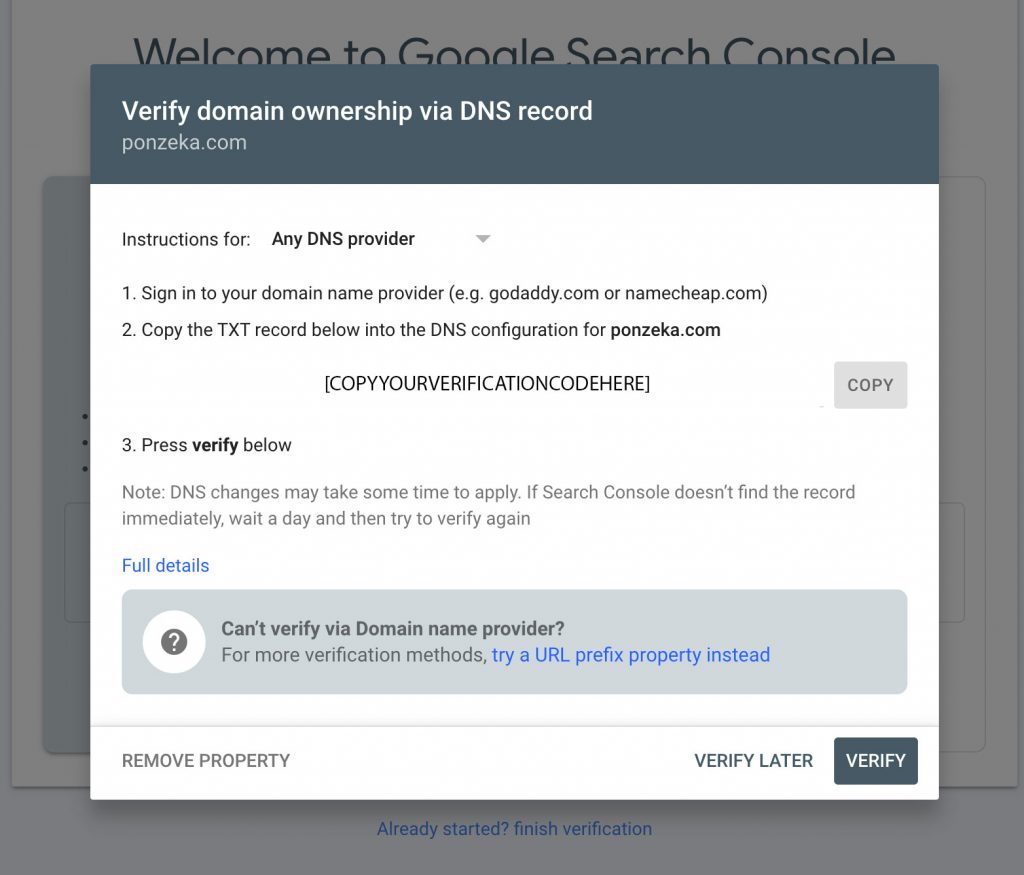 Welcome to Google Search Console
Verify domain ownership via DNS record
ponzeka.com
Instructions for: Any DNS provider
1. Sign in to your domain name provider (e.g. godaddy.com or namecheap.com)
2. Copy the TXT record below into the DNS configuration for ponzeka.com
[COPYYOURVERIFICATIONCODEHERE]
COPY
3. Press verify below
Note: DNS changes may take some time to apply. If Search Console doesn’t find the record
immediately, wait a day and then try to verify again
Full details
?
Can’t verify via Domain name provider?
For more verification methods, try a URL prefix property instead
REMOVE PROPERTY
VERIFY LATER
VERIFY
Already started? finish verification